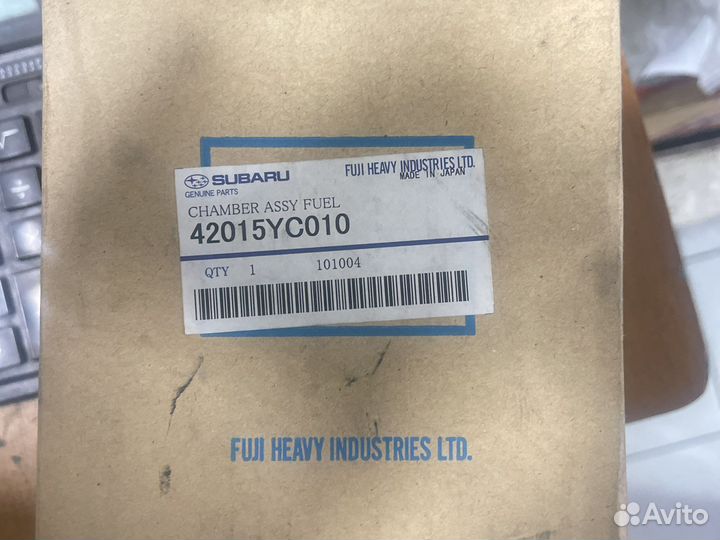 SUBARU
GENUINE PARTS
FUJI HEAVY INDUSTRIES LTD.
MADE IN JAPAN
CHAMBER ASSY FUEL
42015YC010
QTY 1 101004
FUJI HEAVY INDUSTRIES LTD.
Avito